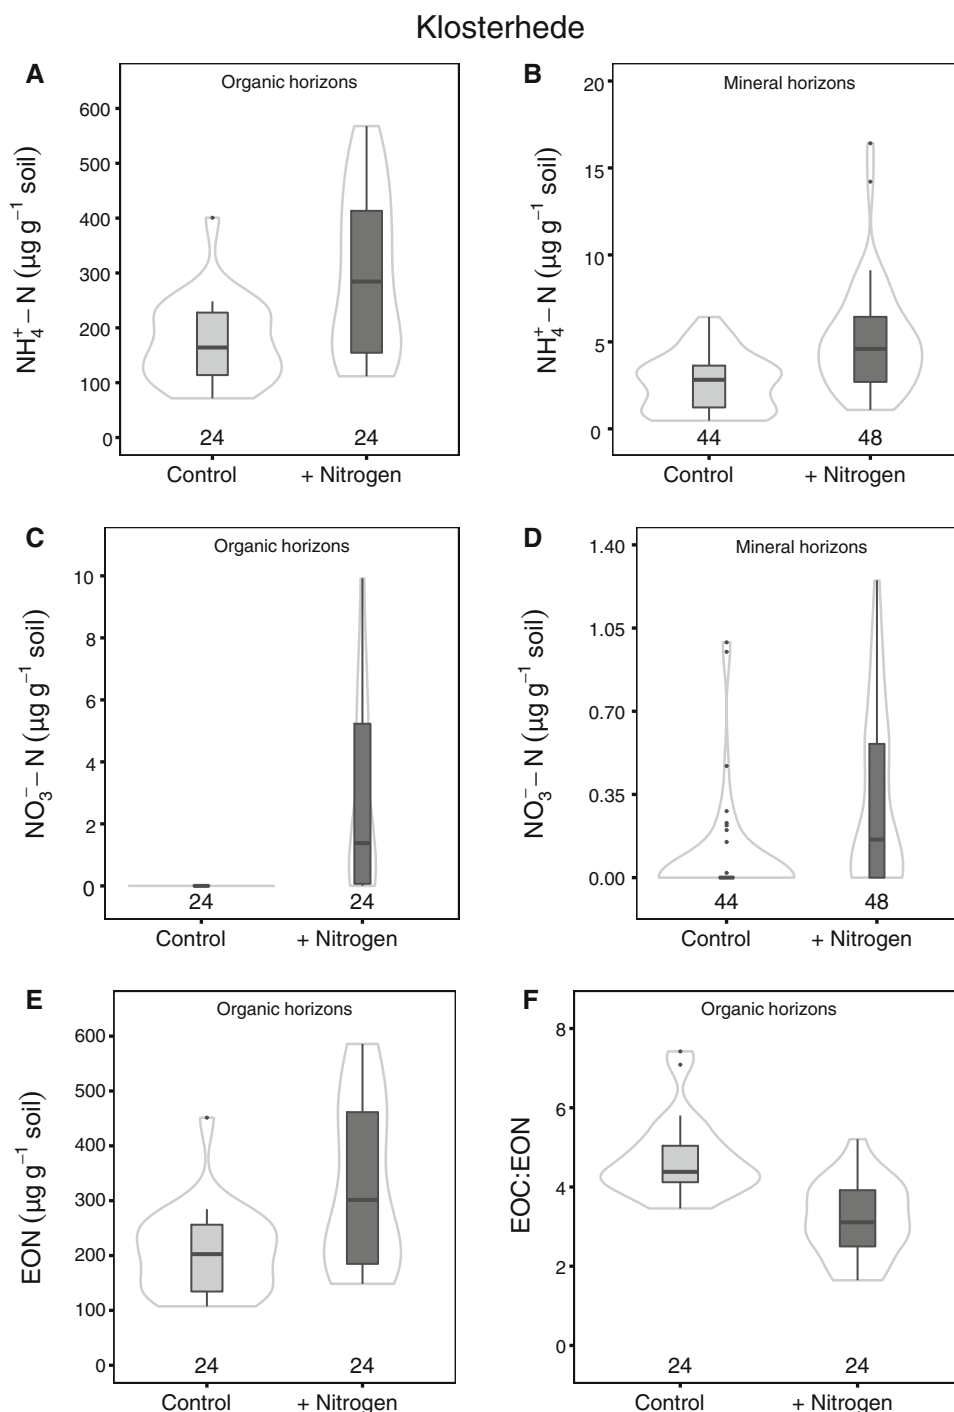 Klosterhede
A
Organic horizons
NH₄⁺ – N (µg g⁻¹ soil)
600
500
400
300
200
100
0
24
24
Control
+ Nitrogen
B
Mineral horizons
NH₄⁺ – N (µg g⁻¹ soil)
20
15
10
5
0
44
48
Control
+ Nitrogen
C
Organic horizons
NO₃⁻ – N (µg g⁻¹ soil)
10
8
6
4
2
0
24
24
Control
+ Nitrogen
D
Mineral horizons
NO₃⁻ – N (µg g⁻¹ soil)
1.40
1.05
0.70
0.35
0.00
44
48
Control
+ Nitrogen
E
Organic horizons
EON (µg g⁻¹ soil)
600
500
400
300
200
100
0
24
24
Control
+ Nitrogen
F
Organic horizons
EOC:EON
8
6
4
2
0
24
24
Control
+ Nitrogen